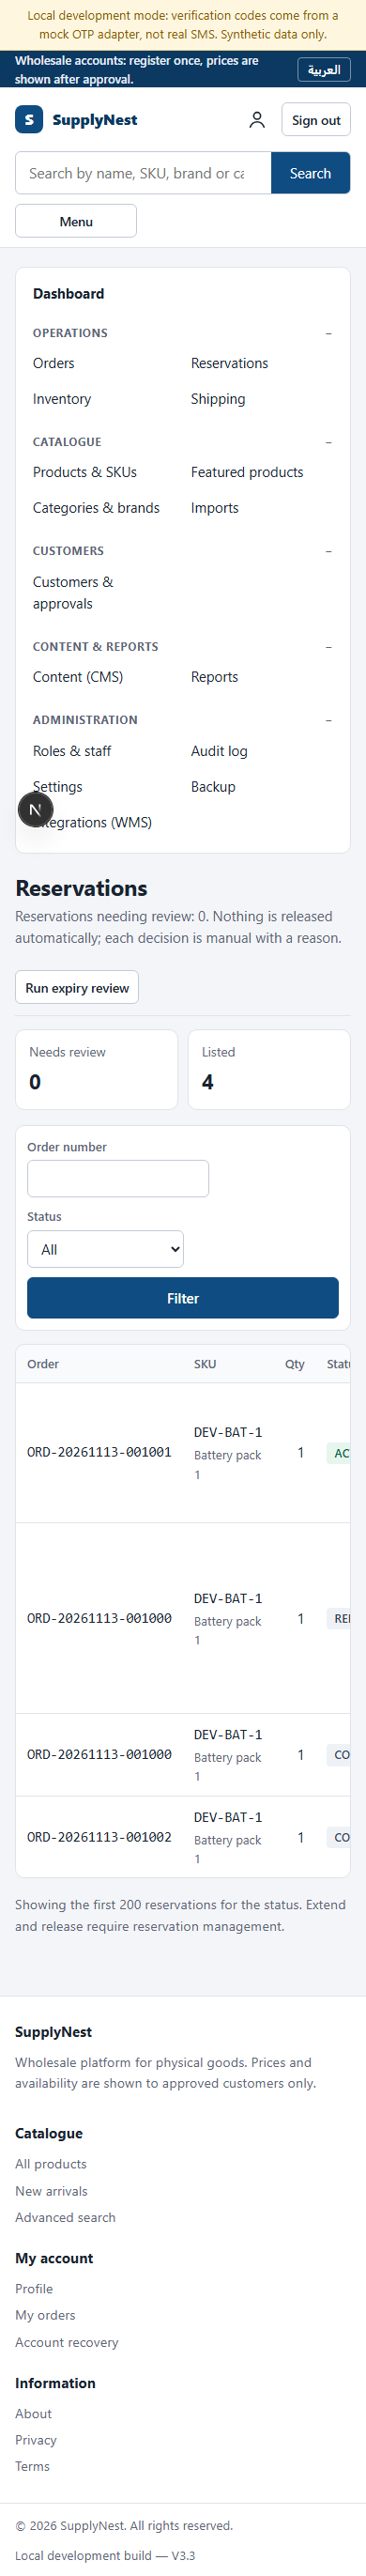 Local development mode: verification codes come from a
mock OTP adapter, not real SMS. Synthetic data only.
Wholesale accounts: register once, prices are
shown after approval.
العربية
S SupplyNest
Sign out
Search by name, SKU, brand or ca
Search
Menu
Dashboard
OPERATIONS –
Orders Reservations
Inventory Shipping
CATALOGUE –
Products & SKUs Featured products
Categories & brands Imports
CUSTOMERS –
Customers &
approvals
CONTENT & REPORTS –
Content (CMS) Reports
ADMINISTRATION –
Roles & staff Audit log
Settings Backup
N
(WMS)
Reservations
Reservations needing review: 0. Nothing is released
automatically; each decision is manual with a reason.
Run expiry review
Needs review Listed
0 4
Order number
Status
All
Filter
Order SKU Qty
ORD-20261113-001001 DEV-BAT-1 1
Battery pack
1
ORD-20261113-001000 DEV-BAT-1 1
Battery pack
1
ORD-20261113-001000 DEV-BAT-1 1
Battery pack
1
ORD-20261113-001002 DEV-BAT-1 1
Battery pack
1
Showing the first 200 reservations for the status. Extend
and release require reservation management.
SupplyNest
Wholesale platform for physical goods. Prices and
availability are shown to approved customers only.
Catalogue
All products
New arrivals
Advanced search
My account
Profile
My orders
Account recovery
Information
About
Privacy
Terms
© 2026 SupplyNest. All rights reserved.
Local development build — V3.3